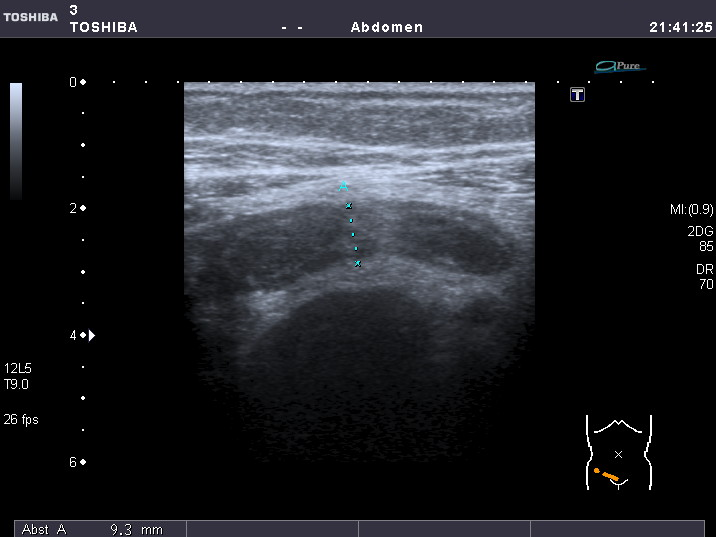 TOSHIBA
3
TOSHIBA - - Abdomen 21:41:25
aPure
T
0
2
4
6
A
MI:(0.9)
2DG
85
DR
70
12L5
T9.0
26 fps
Abst A 9.3 mm